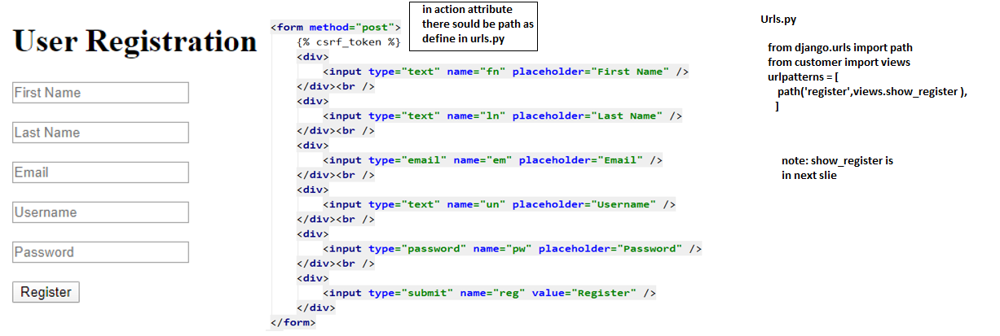 User Registration
First Name
Last Name
Email
Username
Password
Register
<form method="post">
{% csrf_token %}
<div>
<input type="text" name="fn" placeholder="First Name" />
</div><br />
<div>
<input type="text" name="ln" placeholder="Last Name" />
</div><br />
<div>
<input type="email" name="em" placeholder="Email" />
</div><br />
<div>
<input type="text" name="un" placeholder="Username" />
</div><br />
<div>
<input type="password" name="pw" placeholder="Password" />
</div><br />
<div>
<input type="submit" name="reg" value="Register" />
</div>
</form>
in action attribute
there sould be path as
define in urls.py
Urls.py
from django.urls import path
from customer import views
urlpatterns = [
path('register',views.show_register ),
]
note: show_register is
in next slie